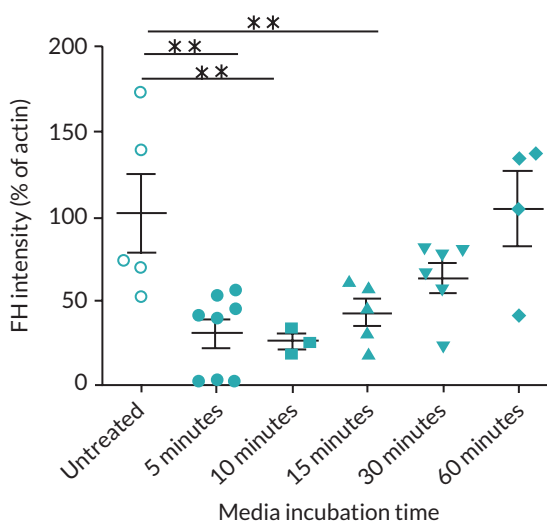 **
**
**
200
150
100
50
0
FH intensity (% of actin)
Untreated
5 minutes
10 minutes
15 minutes
30 minutes
60 minutes
Media incubation time